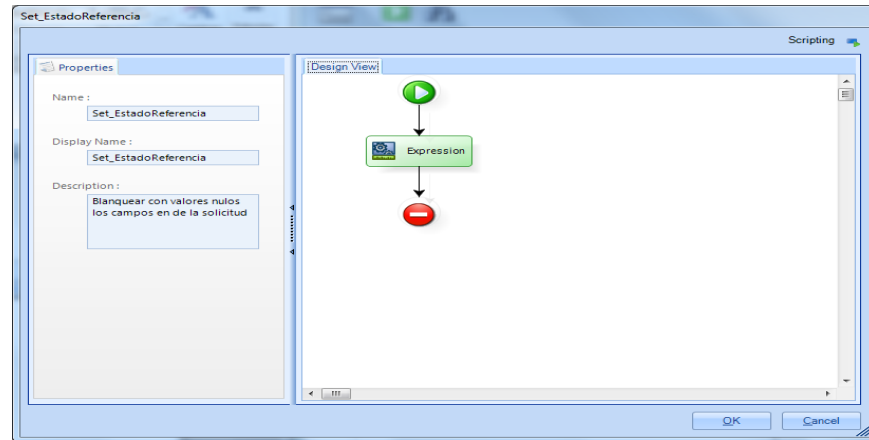 Set_EstadoReferencia
Scripting
Properties
Design View
Name :
Set_EstadoReferencia
Display Name :
Set_EstadoReferencia
Description :
Blanquear con valores nulos
los campos en de la solicitud
Expression
OK
Cancel